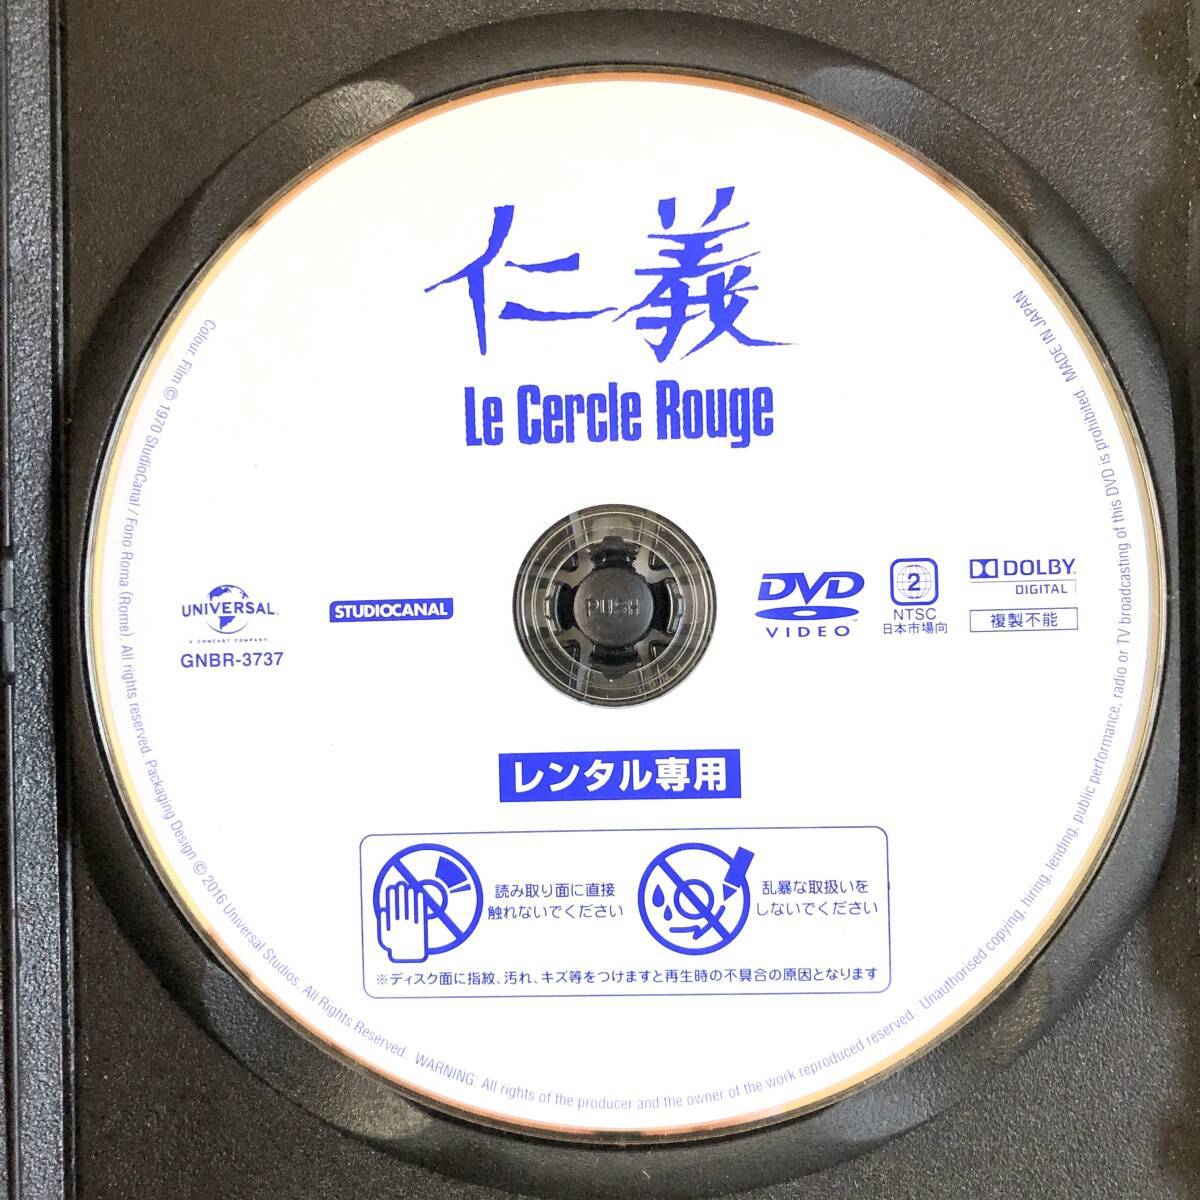 仁義
Le Cercle Rouge
UNIVERSAL
A COMCAST COMPANY
GNBR-3737
STUDIOCANAL
PUSH
DVD
VIDEO
TM
2
NTSC
日本市場向
DOLBY
DIGITAL
複製不能
レンタル専用
読み取り面に直接
触れないでください
乱暴な取扱いを
しないでください
※ディスク面に指紋、汚れ、キズ等をつけますと再生時の不具合の原因となります
Colour. Film © 1970 StudioCanal / Fono Roma (Rome). All rights reserved. Packaging Design © 2016 Universal Studios. All Rights Reserved. WARNING: All rights of the producer and the owner of the work reproduced reserved. Unauthorised copying, hiring, lending, public performance, radio or TV broadcasting of this DVD is prohibited. MADE IN JAPAN